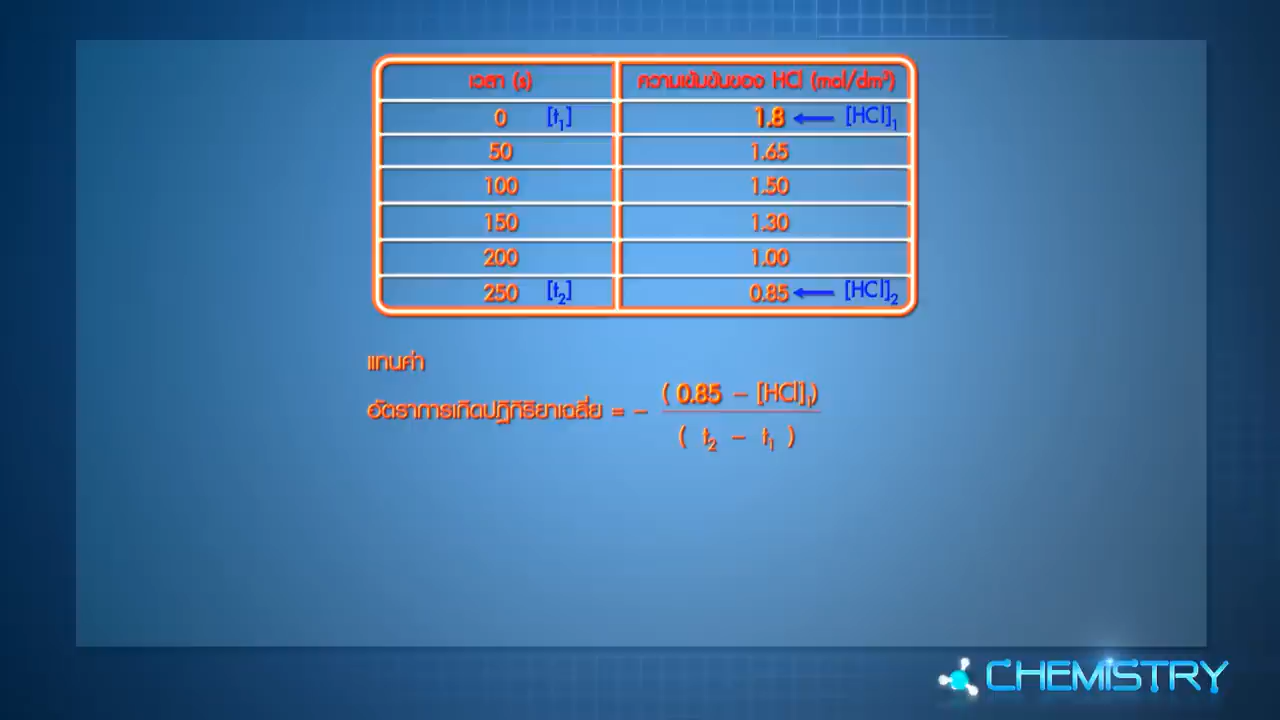 เวลา (s) ความเข้มข้นของ HCl (mol/dm³)
0 [t₁] 1.8 ← [HCl]₁
50 1.65
100 1.50
150 1.30
200 1.00
250 [t₂] 0.85 ← [HCl]₂
แทนค่า
อัตราการเกิดปฏิกิริยาเฉลี่ย = − ( 0.85 − [HCl]₁)
( t₂ − t₁ )
CHEMISTRY